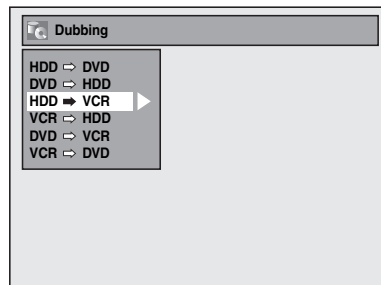 Dubbing
HDD ⇨ DVD
DVD ⇨ HDD
HDD ➡ VCR
VCR ⇨ HDD
DVD ⇨ VCR
VCR ⇨ DVD